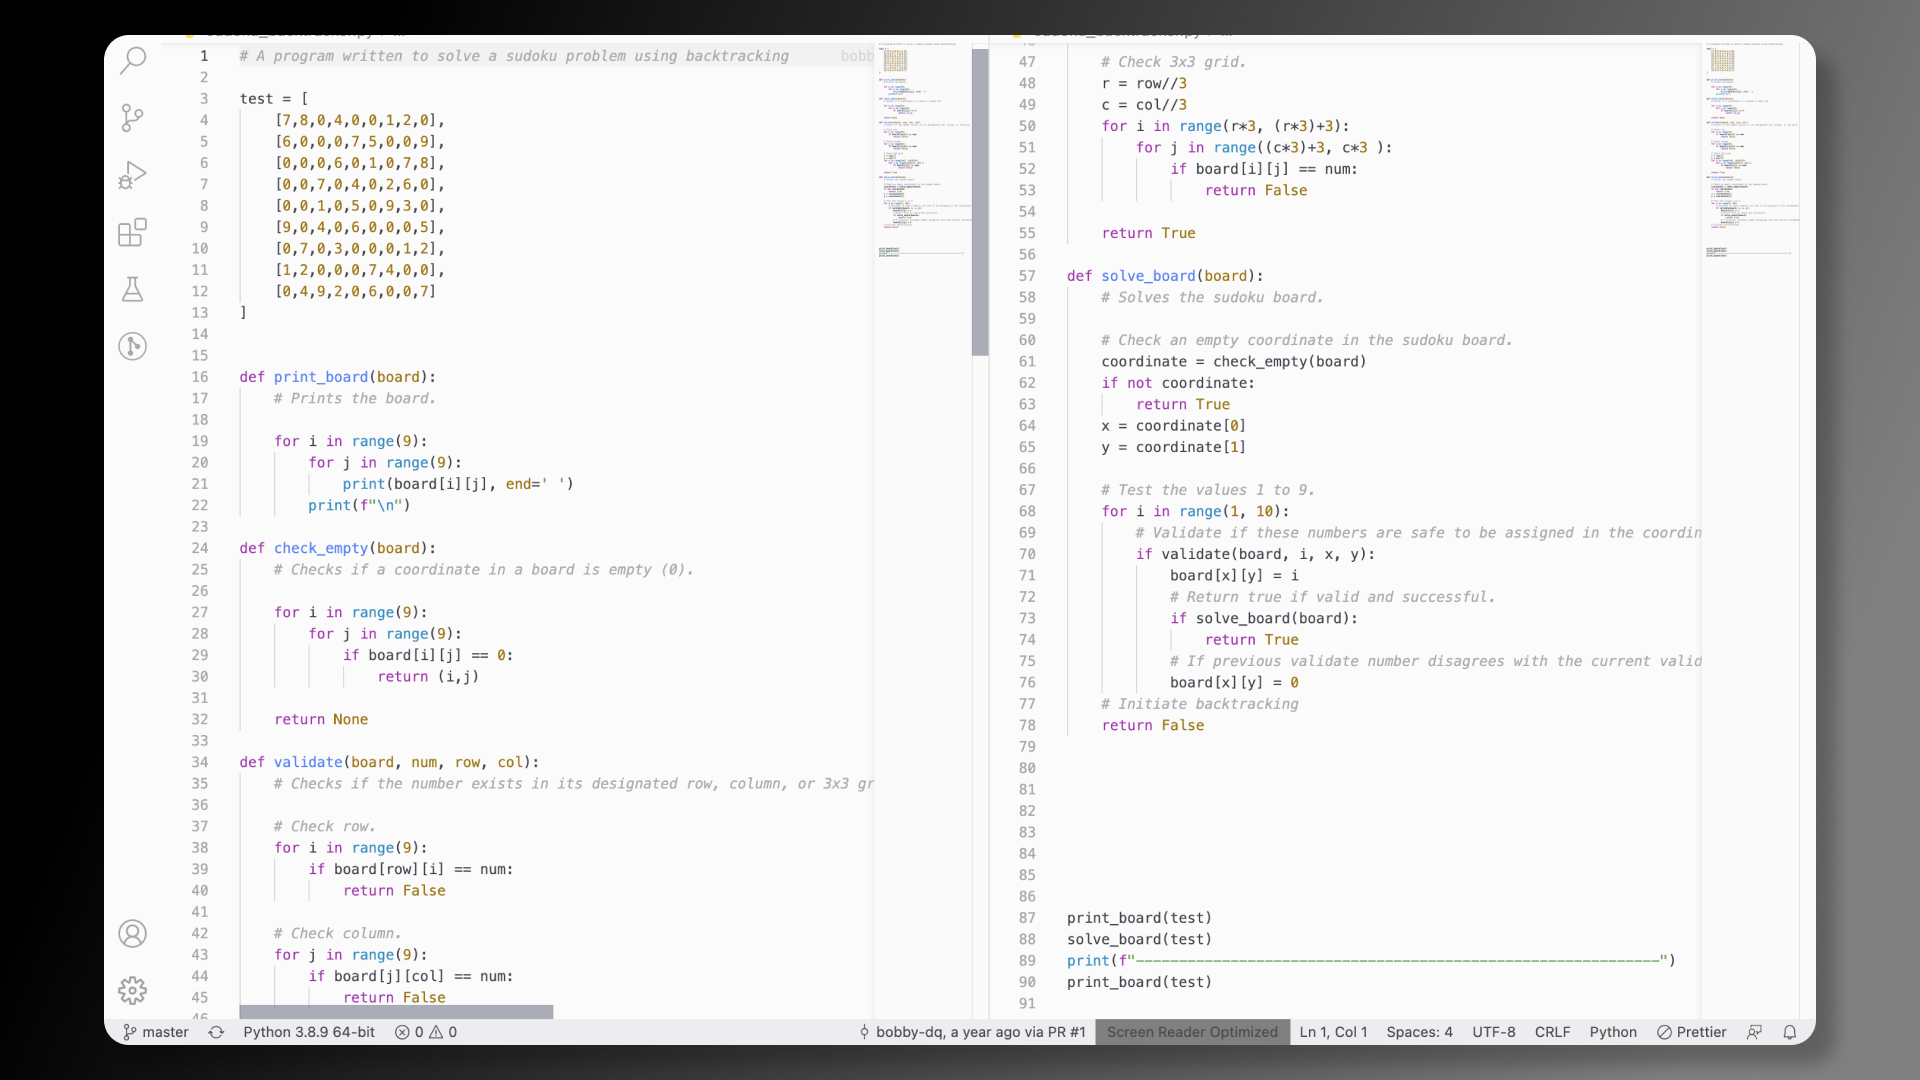 1 # A program written to solve a sudoku problem using backtracking bobb
2
3 test = [
4 [7,8,0,4,0,0,1,2,0],
5 [6,0,0,0,7,5,0,0,9],
6 [0,0,0,6,0,1,0,7,8],
7 [0,0,7,0,4,0,2,6,0],
8 [0,0,1,0,5,0,9,3,0],
9 [9,0,4,0,6,0,0,0,5],
10 [0,7,0,3,0,0,0,1,2],
11 [1,2,0,0,0,7,4,0,0],
12 [0,4,9,2,0,6,0,0,7]
13 ]
14
15
16 def print_board(board):
17 # Prints the board.
18
19 for i in range(9):
20 for j in range(9):
21 print(board[i][j], end=' ')
22 print(f"\n")
23
24 def check_empty(board):
25 # Checks if a coordinate in a board is empty (0).
26
27 for i in range(9):
28 for j in range(9):
29 if board[i][j] == 0:
30 return (i,j)
31
32 return None
33
34 def validate(board, num, row, col):
35 # Checks if the number exists in its designated row, column, or 3x3 gr
36
37 # Check row.
38 for i in range(9):
39 if board[row][i] == num:
40 return False
41
42 # Check column.
43 for j in range(9):
44 if board[j][col] == num:
45 return False
46
47 # Check 3x3 grid.
48 r = row//3
49 c = col//3
50 for i in range(r*3, (r*3)+3):
51 for j in range((c*3)+3, c*3 ):
52 if board[i][j] == num:
53 return False
54
55 return True
56
57 def solve_board(board):
58 # Solves the sudoku board.
59
60 # Check an empty coordinate in the sudoku board.
61 coordinate = check_empty(board)
62 if not coordinate:
63 return True
64 x = coordinate[0]
65 y = coordinate[1]
66
67 # Test the values 1 to 9.
68 for i in range(1, 10):
69 # Validate if these numbers are safe to be assigned in the coordin
70 if validate(board, i, x, y):
71 board[x][y] = i
72 # Return true if valid and successful.
73 if solve_board(board):
74 return True
75 # If previous validate number disagrees with the current valid
76 board[x][y] = 0
77 # Initiate backtracking
78 return False
79
80
81
82
83
84
85
86
87 print_board(test)
88 solve_board(test)
89 print(f"-------------------------------------------------------------")
90 print_board(test)
91
master Python 3.8.9 64-bit 0 0 bobby-dq, a year ago via PR #1 Screen Reader Optimized Ln 1, Col 1 Spaces: 4 UTF-8 CRLF Python Prettier